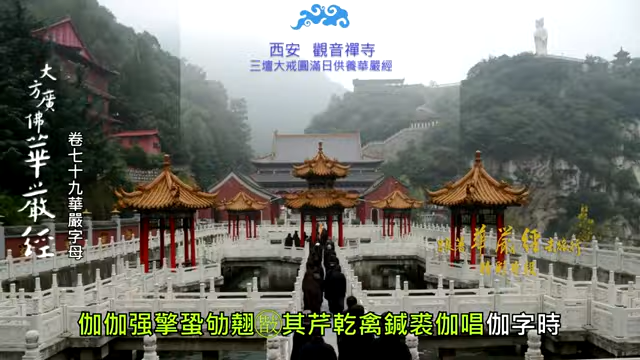 西安 觀音禪寺
三壇大戒圓滿日供養華嚴經
大方廣佛華嚴經
卷七十九華嚴字母
華嚴經
伽伽强擎蛩劬翹 其芹乾禽鍼裘伽唱伽字時